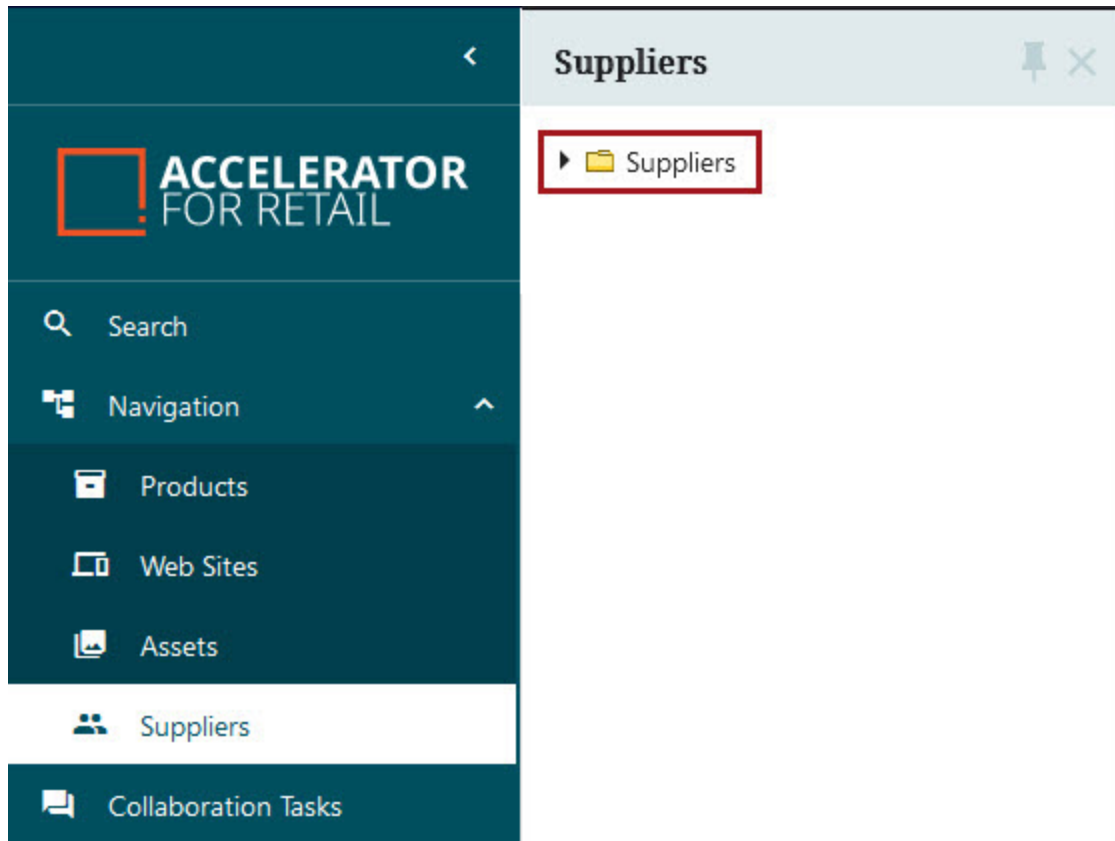 Suppliers
Suppliers
ACCELERATOR
FOR RETAIL
Search
Navigation
Products
Web Sites
Assets
Suppliers
Collaboration Tasks